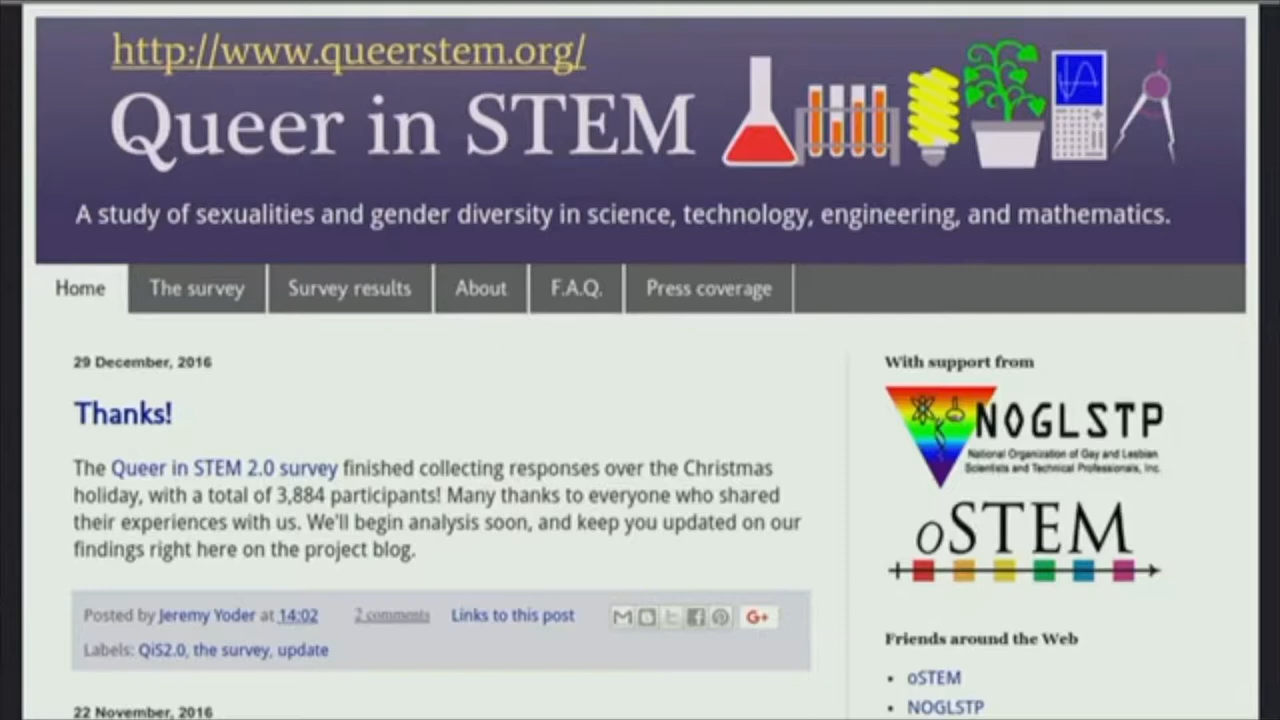 http://www.queerstem.org/
Queer in STEM
A study of sexualities and gender diversity in science, technology, engineering, and mathematics.
Home
The survey
Survey results
About
F.A.Q.
Press coverage
29 December, 2016
Thanks!
The Queer in STEM 2.0 survey finished collecting responses over the Christmas
holiday, with a total of 3,884 participants! Many thanks to everyone who shared
their experiences with us. We'll begin analysis soon, and keep you updated on our
findings right here on the project blog.
Posted by Jeremy Yoder at 14:02 2 comments Links to this post
G+
Labels: QiS2.0, the survey, update
22 November, 2016
With support from
NOGLSTP
National Organization of Gay and Lesbian
Scientists and Technical Professionals, Inc.
oSTEM
Friends around the Web
• oSTEM
• NOGLSTP